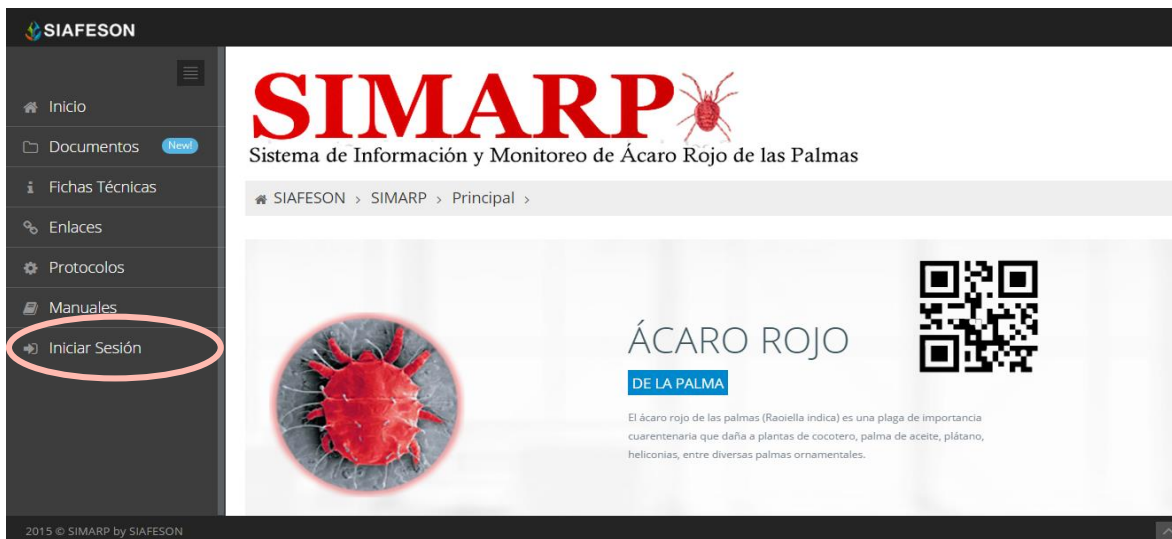 SIAFESON
Inicio
Documentos New!
Fichas Técnicas
Enlaces
Protocolos
Manuales
Iniciar Sesión
SIMARP
Sistema de Información y Monitoreo de Ácaro Rojo de las Palmas
SIAFESON > SIMARP > Principal >
ÁCARO ROJO
DE LA PALMA
El ácaro rojo de las palmas (Raoiella indica) es una plaga de importancia
cuarentenaria que daña a plantas de cocotero, palma de aceite, plátano,
heliconias, entre diversas palmas ornamentales.
2015 © SIMARP by SIAFESON